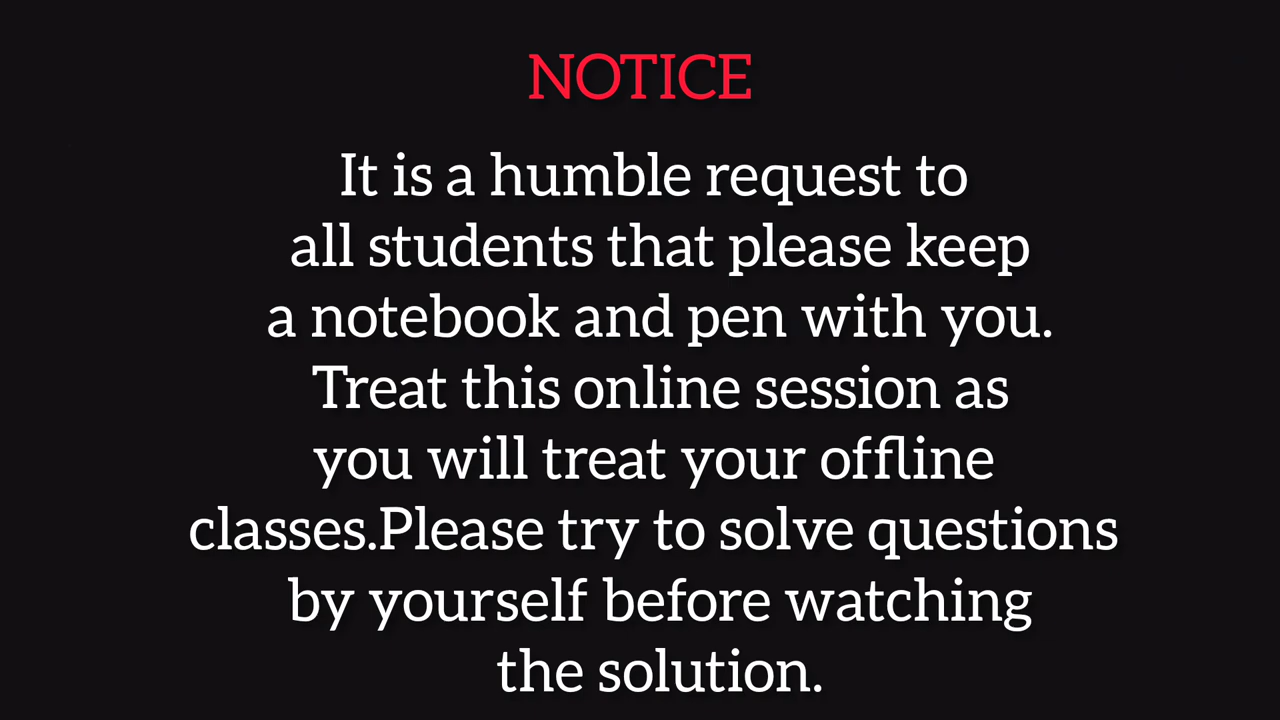 NOTICE
It is a humble request to
all students that please keep
a notebook and pen with you.
Treat this online session as
you will treat your offline
classes.Please try to solve questions
by yourself before watching
the solution.